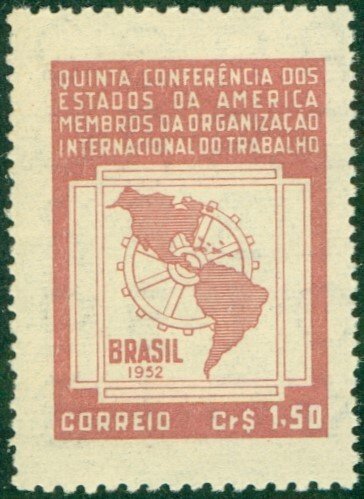 QUINTA CONFERÊNCIA DOS
ESTADOS DA AMERICA
MEMBROS DA ORGANIZAÇÃO
INTERNACIONAL DO TRABALHO
BRASIL
1952
CORREIO Cr$ 1,50